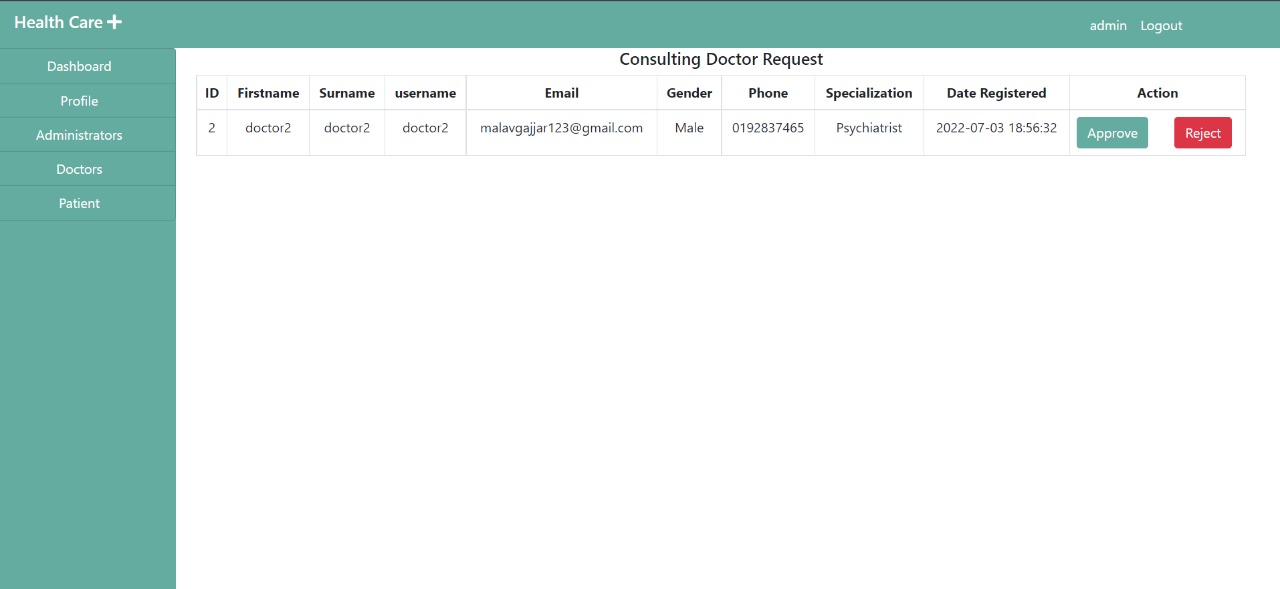 Health Care
admin Logout
Dashboard
Profile
Administrators
Doctors
Patient
Consulting Doctor Request
ID Firstname Surname username Email Gender Phone Specialization Date Registered Action
2 doctor2 doctor2 doctor2 malavgajjar123@gmail.com Male 0192837465 Psychiatrist 2022-07-03 18:56:32 Approve Reject